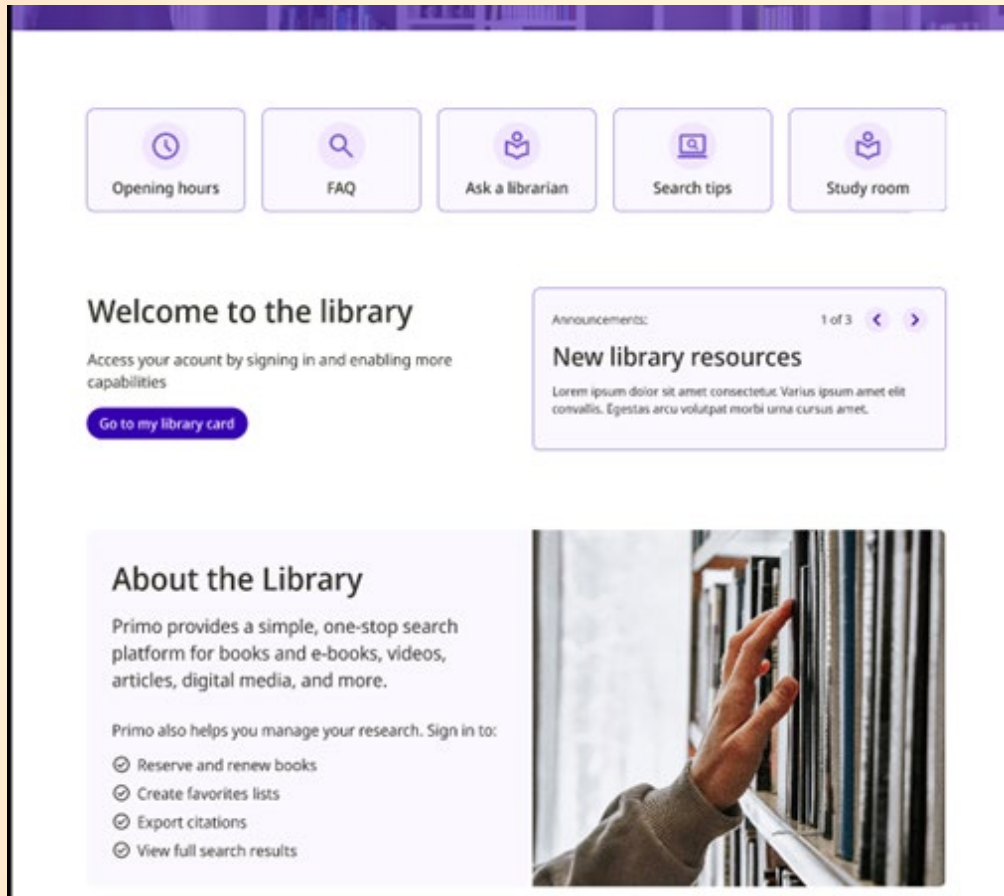 Opening hours
FAQ
Ask a librarian
Search tips
Study room
Welcome to the library
Access your acount by signing in and enabling more
capabilities
Go to my library card
Announcements:
1 of 3
New library resources
Lorem ipsum dolor sit amet consectetur. Varius ipsum amet elit
convallis. Egestas arcu volutpat morbi urna cursus amet.
About the Library
Primo provides a simple, one-stop search
platform for books and e-books, videos,
articles, digital media, and more.
Primo also helps you manage your research. Sign in to:
Reserve and renew books
Create favorites lists
Export citations
View full search results